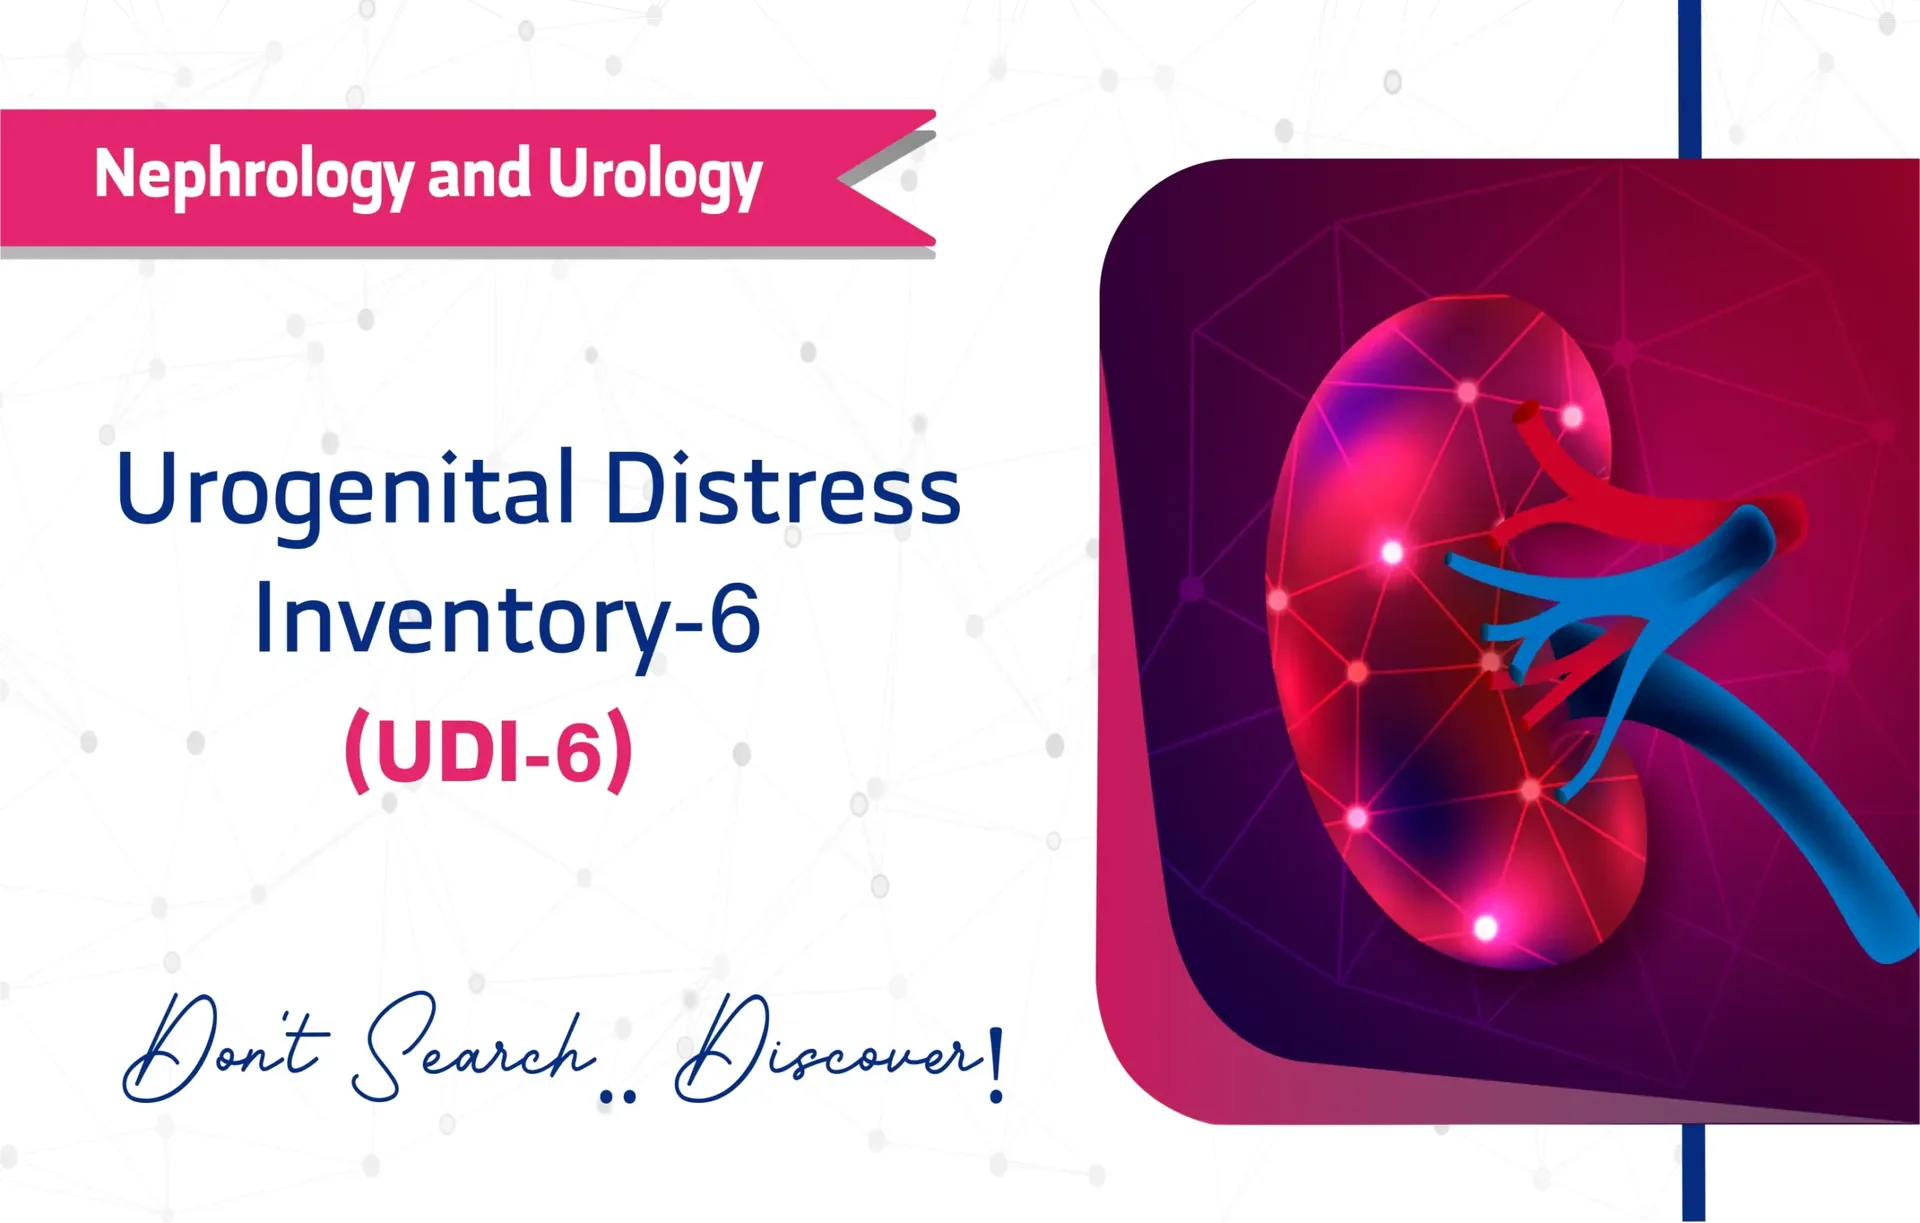 Nephrology and Urology
Urogenital Distress
Inventory-6
(UDI-6)
Don't Search.. Discover!